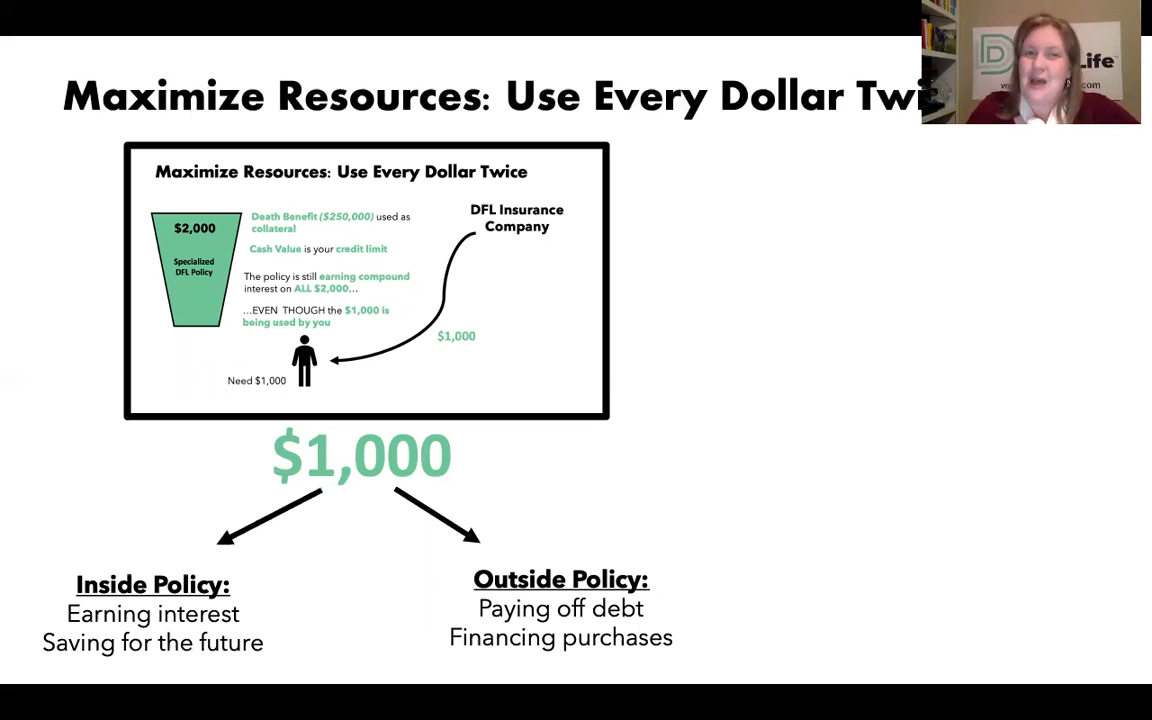 Maximize Resources: Use Every Dollar Twi
Life
.com
Maximize Resources: Use Every Dollar Twice
$2,000
Specialized
DFL Policy
Death Benefit ($250,000) used as
collateral
Cash Value is your credit limit
The policy is still earning compound
interest on ALL $2,000…
…EVEN THOUGH the $1,000 is
being used by you
DFL Insurance
Company
$1,000
Need $1,000
$1,000
Inside Policy:
Earning interest
Saving for the future
Outside Policy:
Paying off debt
Financing purchases